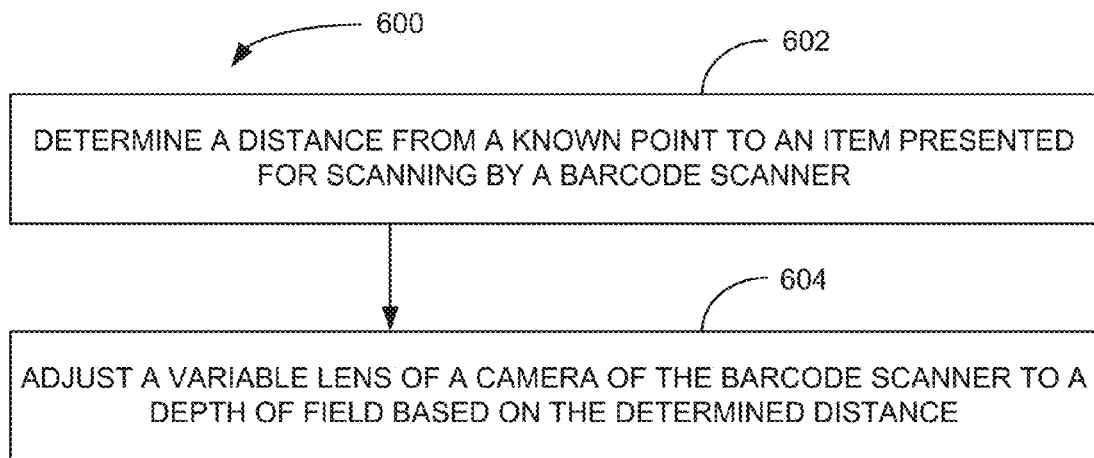 600
602
DETERMINE A DISTANCE FROM A KNOWN POINT TO AN ITEM PRESENTED
FOR SCANNING BY A BARCODE SCANNER
604
ADJUST A VARIABLE LENS OF A CAMERA OF THE BARCODE SCANNER TO A
DEPTH OF FIELD BASED ON THE DETERMINED DISTANCE